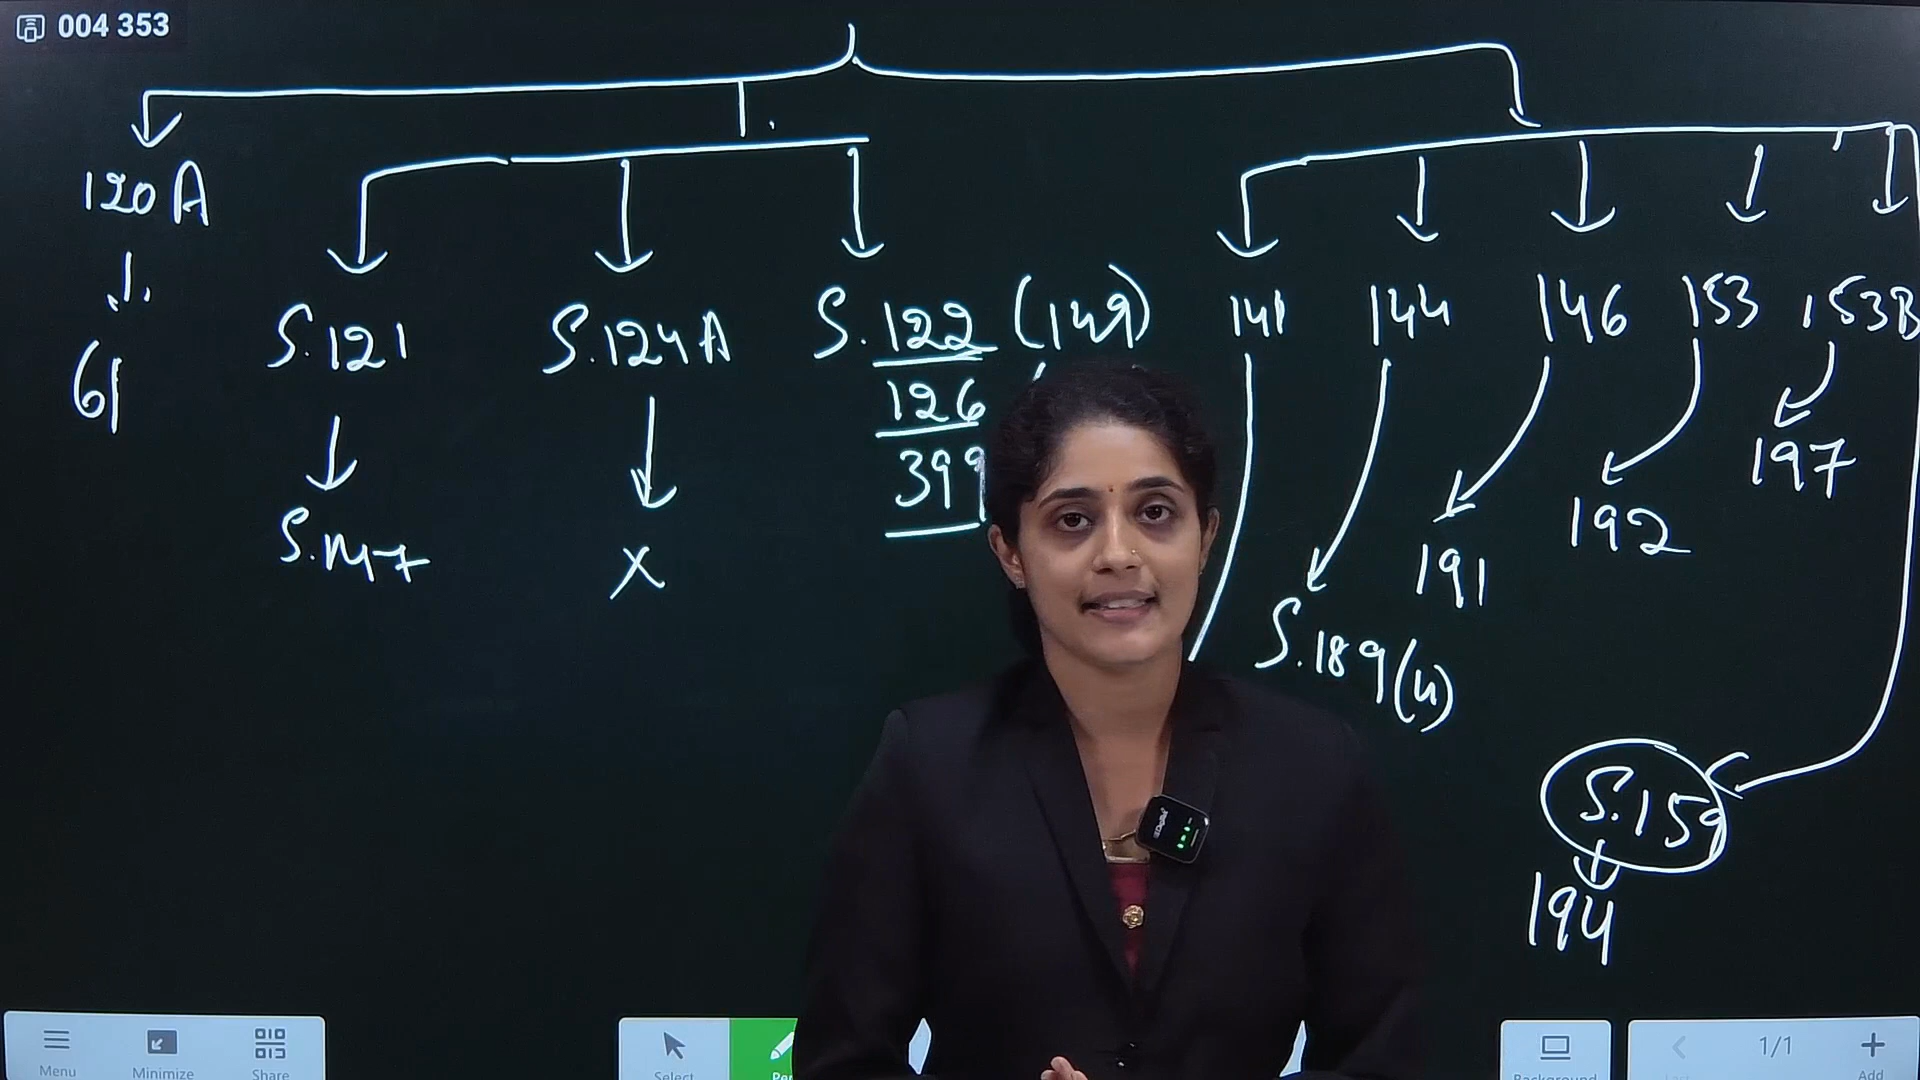 004 353
120A
61
S.121
S.147
S.124A
X
S.122 (149)
126
399
141
144
S.189(4)
146
191
153
192
153B
197
S.159
194
Menu
Minimize
Share
Select
1/1
Add